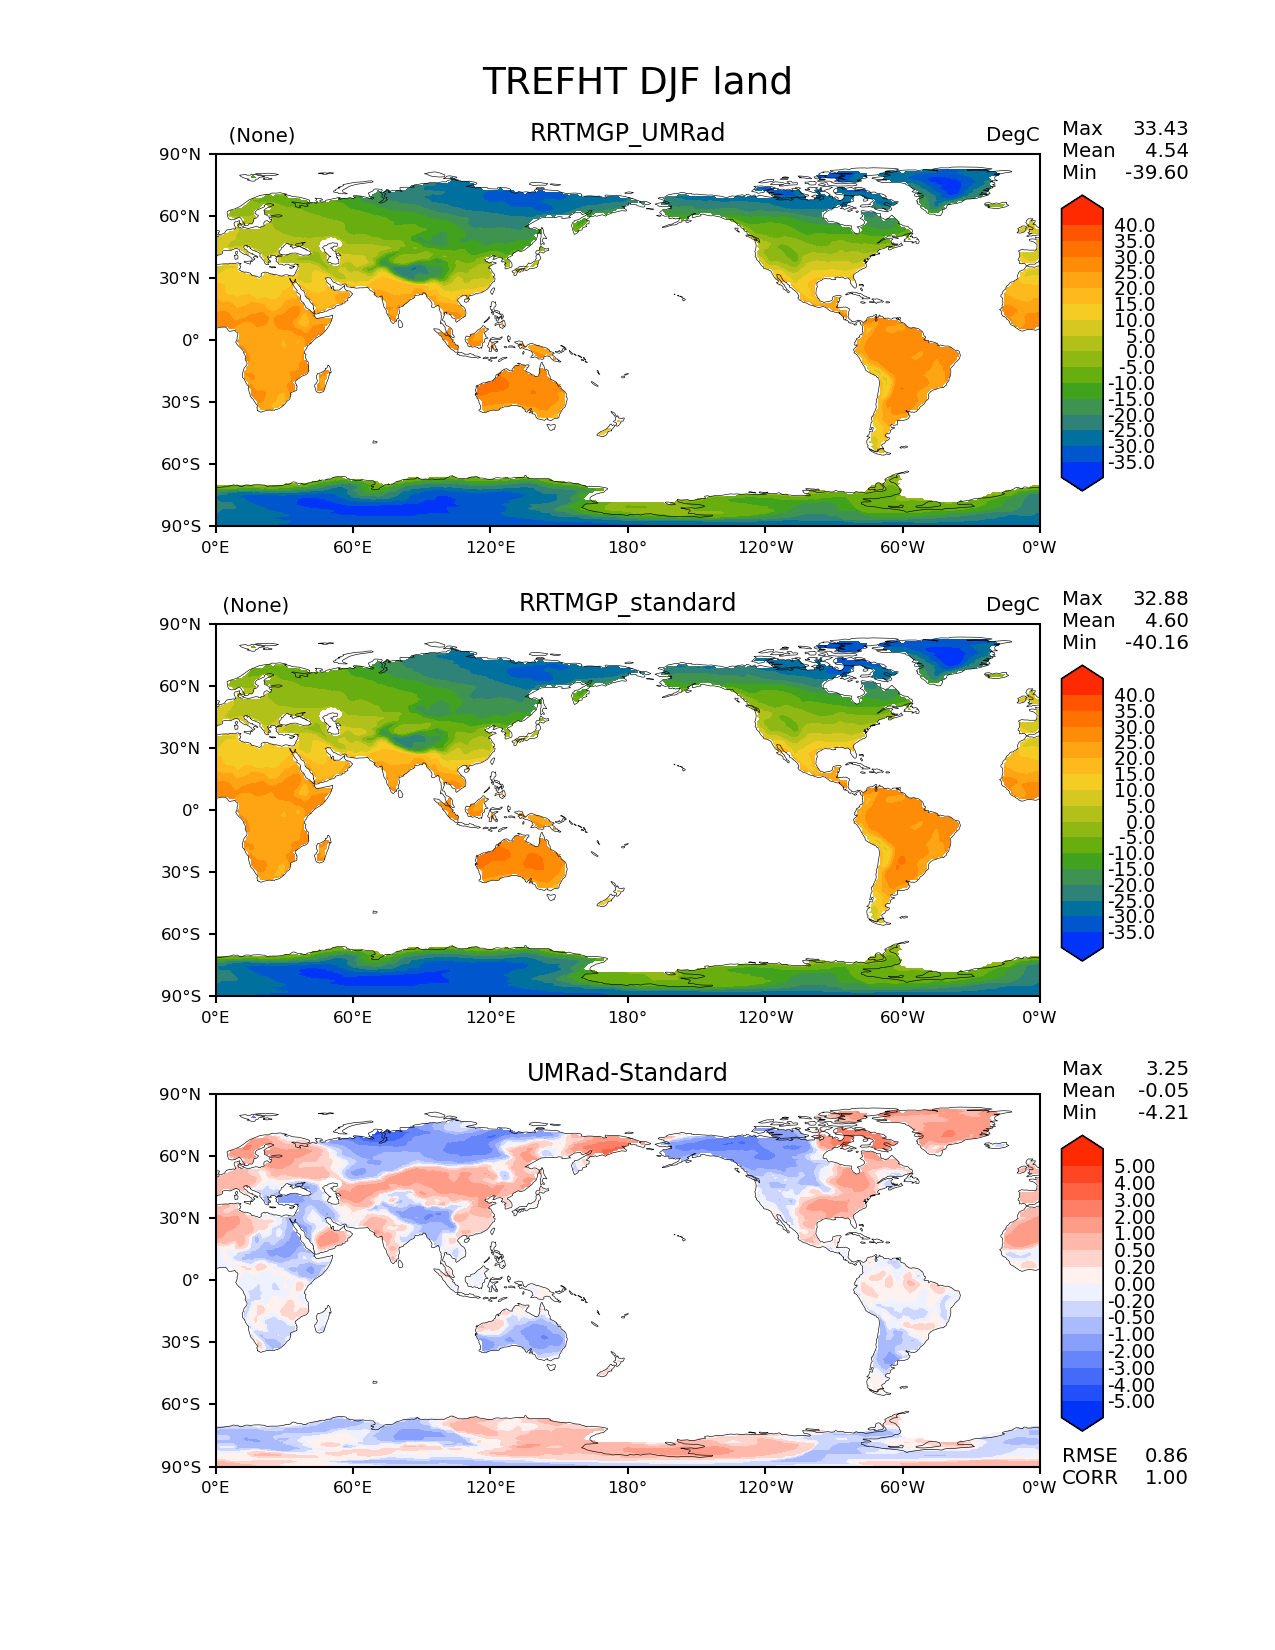 TREFHT DJF land
(None) RRTMGP_UMRad DegC
Max 33.43
Mean 4.54
Min -39.60
90°N
60°N
30°N
0°
30°S
60°S
90°S
0°E 60°E 120°E 180° 120°W 60°W 0°W
40.0
35.0
30.0
25.0
20.0
15.0
10.0
5.0
0.0
-5.0
-10.0
-15.0
-20.0
-25.0
-30.0
-35.0
(None) RRTMGP_standard DegC
Max 32.88
Mean 4.60
Min -40.16
90°N
60°N
30°N
0°
30°S
60°S
90°S
0°E 60°E 120°E 180° 120°W 60°W 0°W
40.0
35.0
30.0
25.0
20.0
15.0
10.0
5.0
0.0
-5.0
-10.0
-15.0
-20.0
-25.0
-30.0
-35.0
UMRad-Standard
Max 3.25
Mean -0.05
Min -4.21
90°N
60°N
30°N
0°
30°S
60°S
90°S
0°E 60°E 120°E 180° 120°W 60°W 0°W
5.00
4.00
3.00
2.00
1.00
0.50
0.20
0.00
-0.20
-0.50
-1.00
-2.00
-3.00
-4.00
-5.00
RMSE 0.86
CORR 1.00